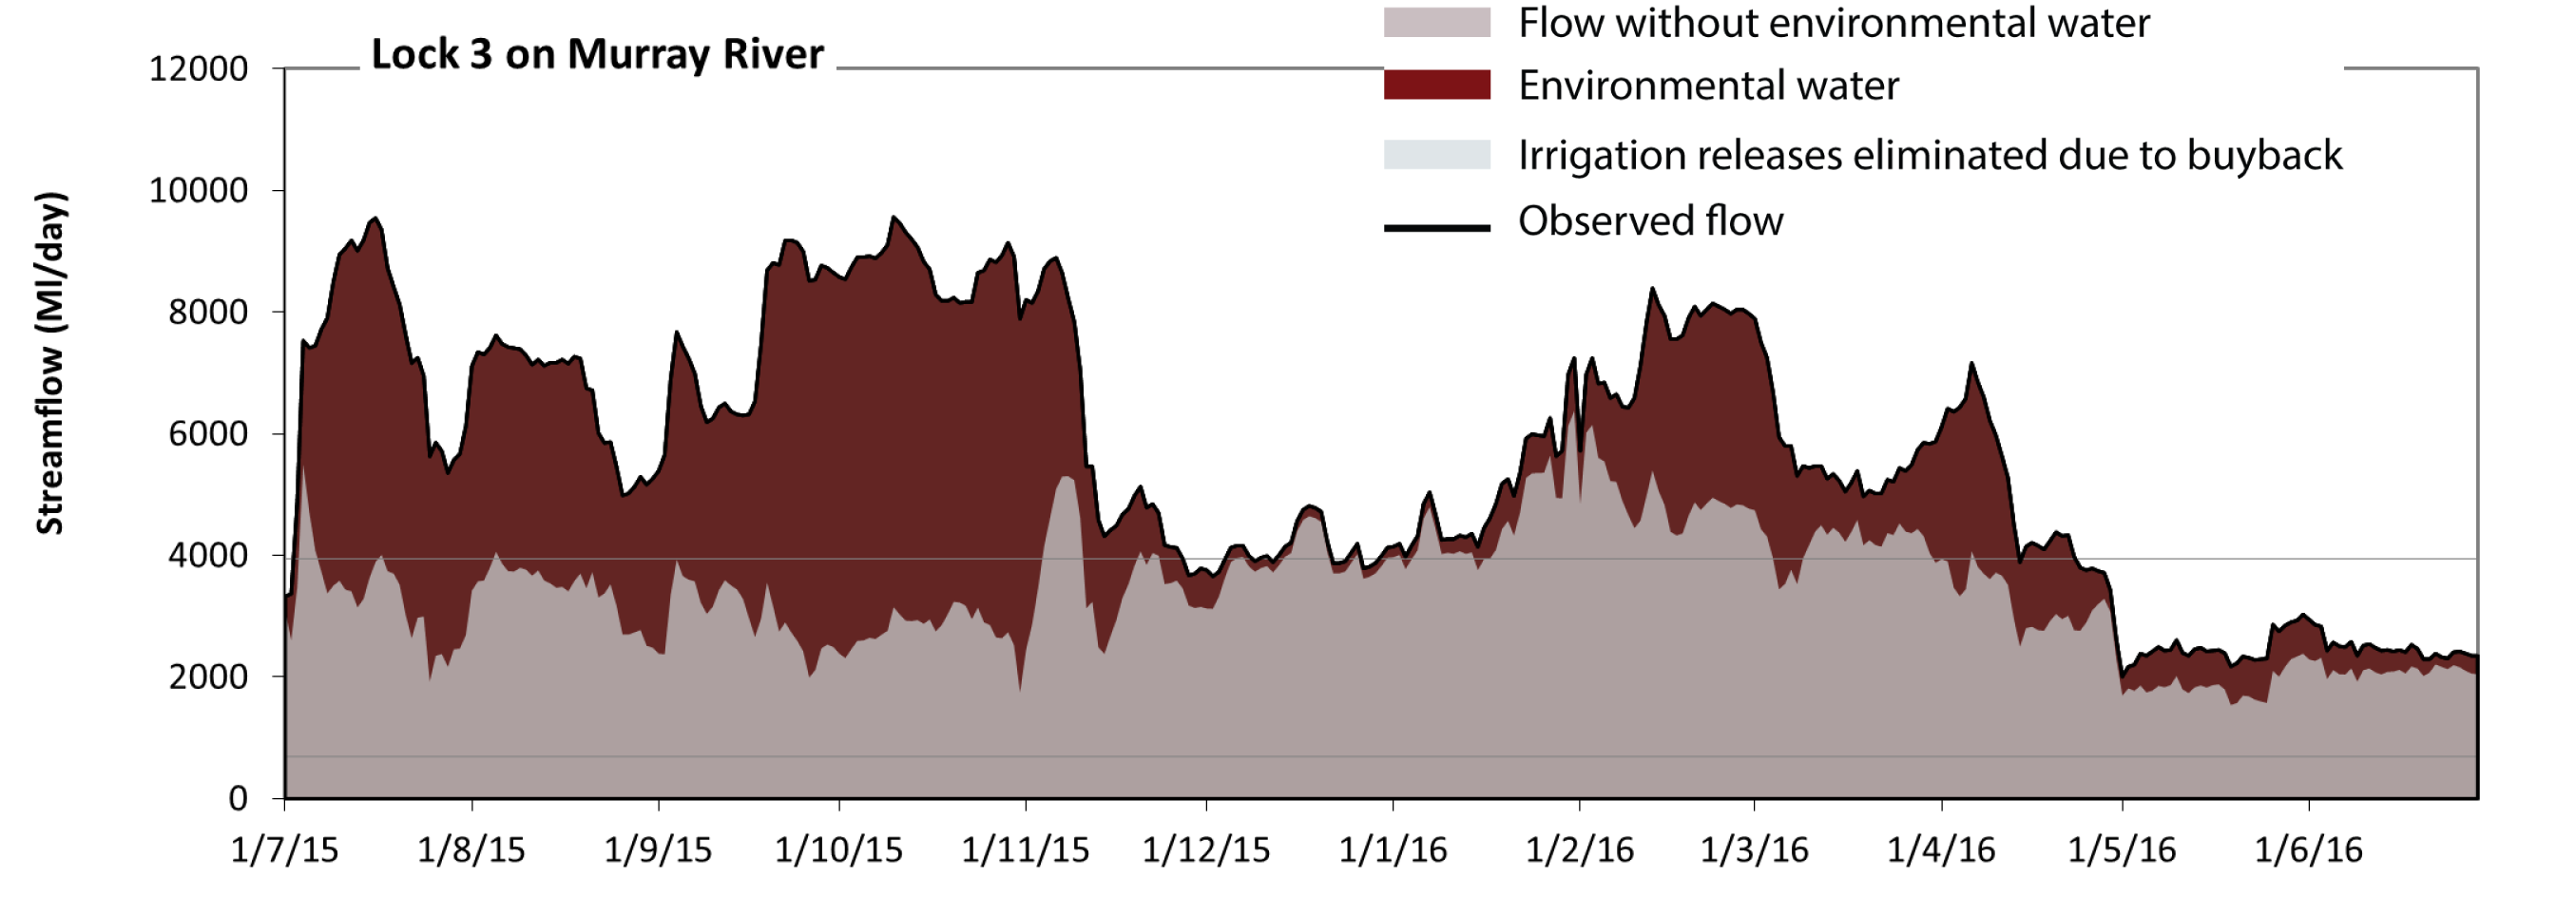 Flow without environmental water
Lock 3 on Murray River
Environmental water
Irrigation releases eliminated due to buyback
Observed flow
Streamflow (Ml/day)
12000
10000
8000
6000
4000
2000
0
1/7/15 1/8/15 1/9/15 1/10/15 1/11/15 1/12/15 1/1/16 1/2/16 1/3/16 1/4/16 1/5/16 1/6/16